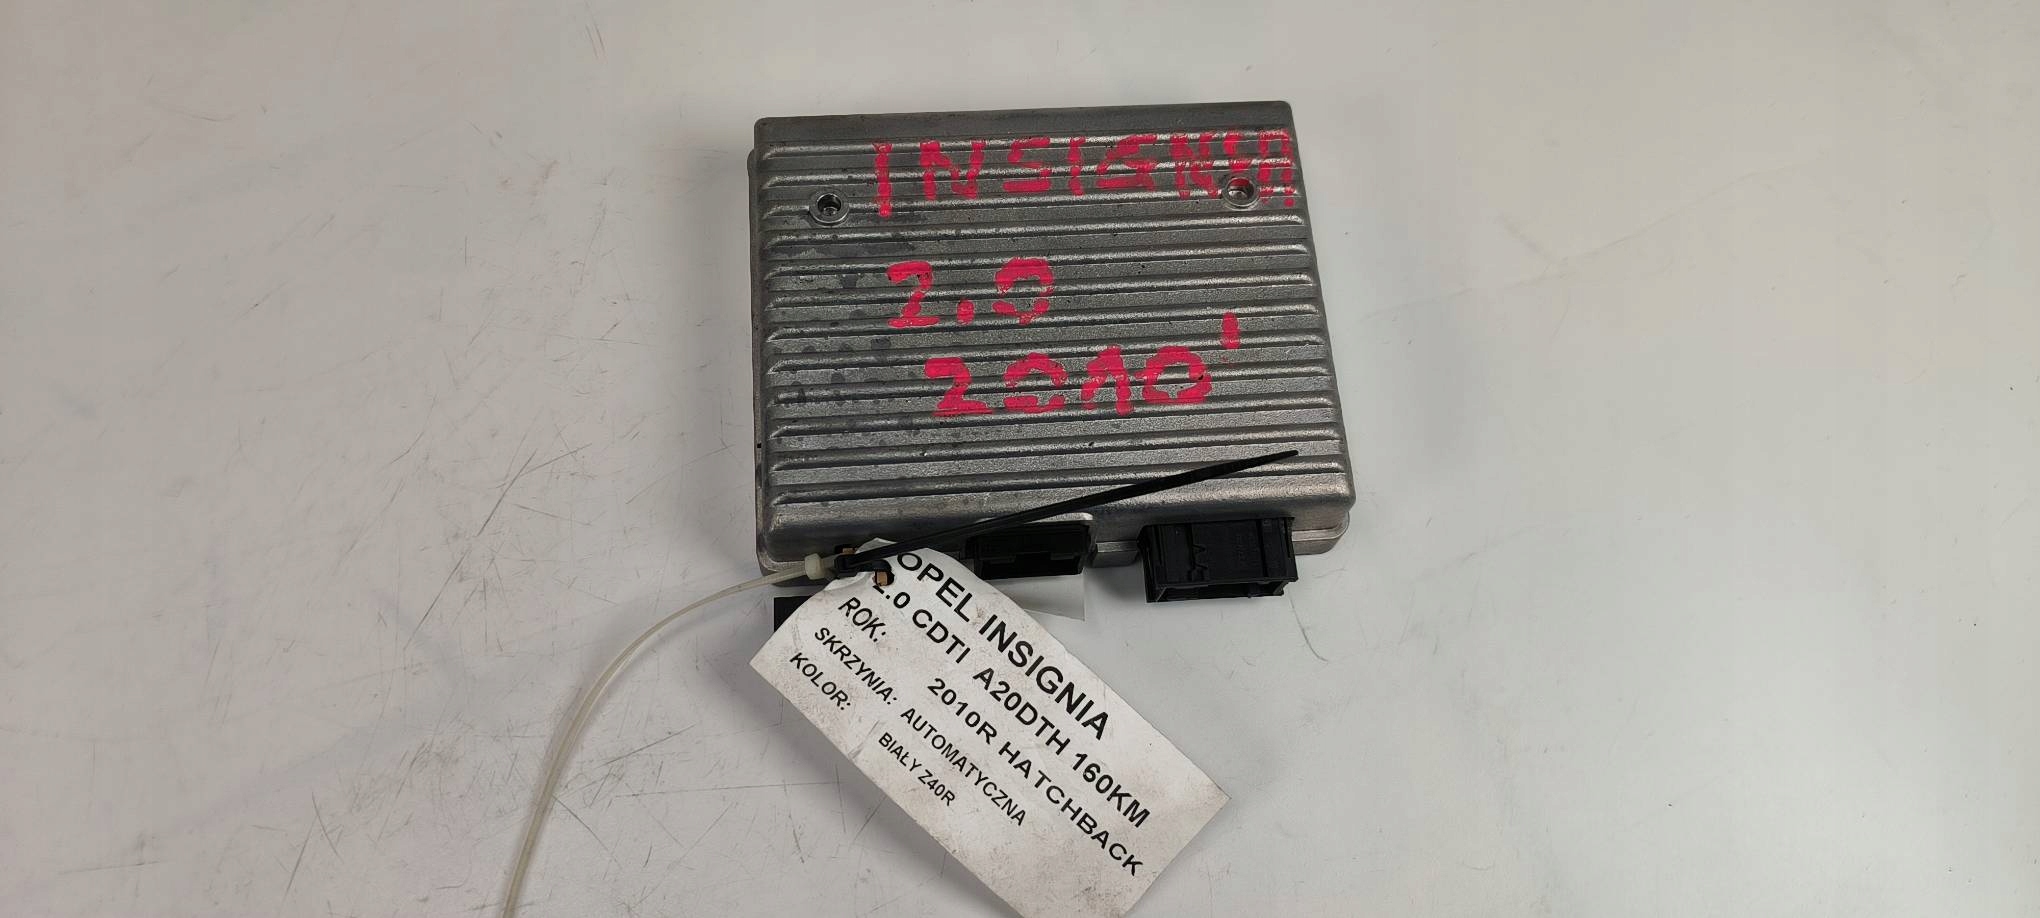 INSIGNIA
2.0
2010'
OPEL INSIGNIA
2.0 CDTI A20DTH 160KM
ROK: 2010R HATCHBACK
SKRZYNIA: AUTOMATYCZNA
KOLOR: BIAŁY Z40R